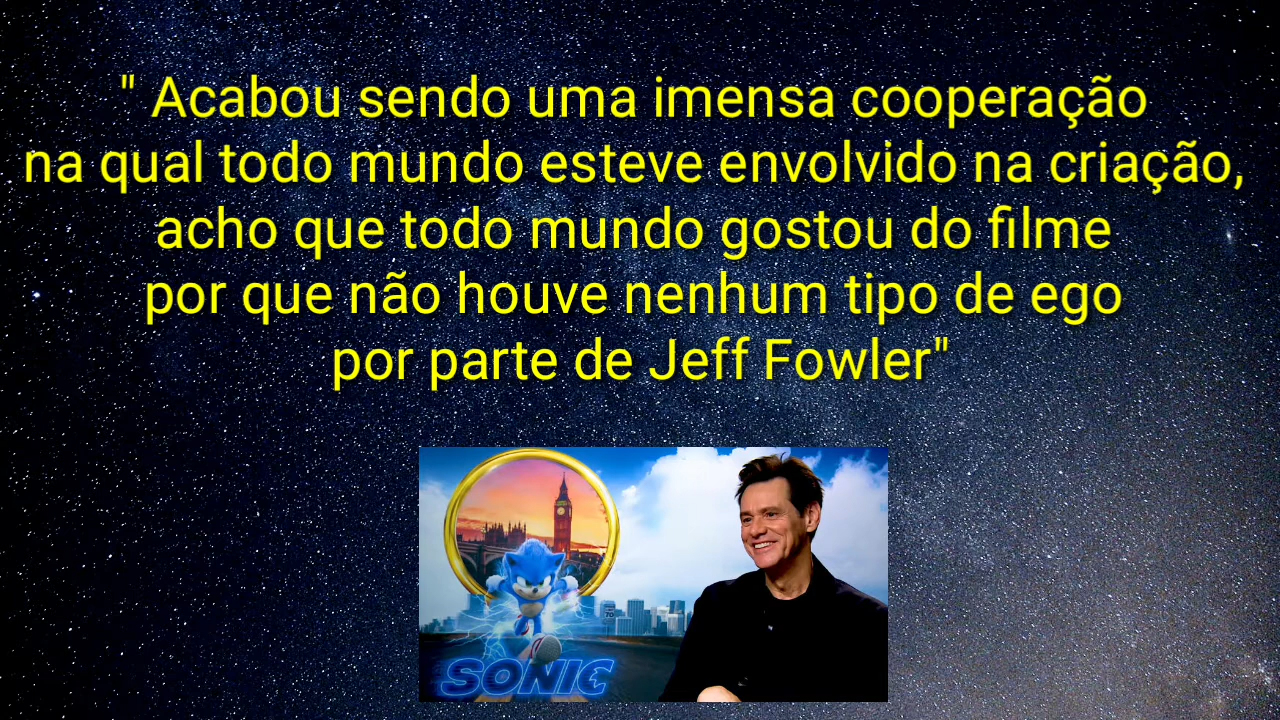 " Acabou sendo uma imensa cooperação
na qual todo mundo esteve envolvido na criação,
acho que todo mundo gostou do filme
por que não houve nenhum tipo de ego
por parte de Jeff Fowler"
SONIC